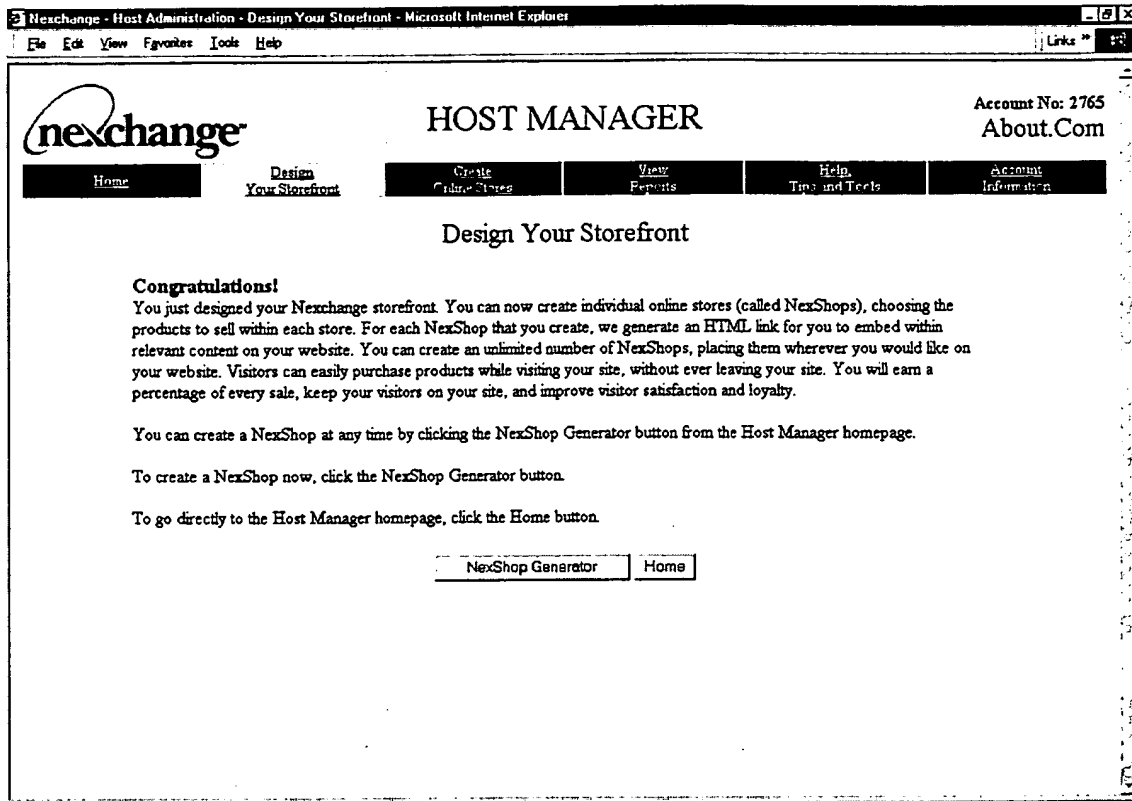 Nexchange - Host Administration - Design Your Storefront - Microsoft Internet Explorer
File Edit View Favorites Tools Help
Links »
nexchange
HOST MANAGER
Account No: 2765
About.Com
Home
Design
Your Storefront
Create
Online Stores
View
Reports
Help,
Tips and Tools
Account
Information
Design Your Storefront
Congratulations!
You just designed your Nexchange storefront. You can now create individual online stores (called NexShops), choosing the
products to sell within each store. For each NexShop that you create, we generate an HTML link for you to embed within
relevant content on your website. You can create an unlimited number of NexShops, placing them wherever you would like on
your website. Visitors can easily purchase products while visiting your site, without ever leaving your site. You will earn a
percentage of every sale, keep your visitors on your site, and improve visitor satisfaction and loyalty.
You can create a NexShop at any time by clicking the NexShop Generator button from the Host Manager homepage.
To create a NexShop now, click the NexShop Generator button.
To go directly to the Host Manager homepage, click the Home button.
NexShop Generator Home